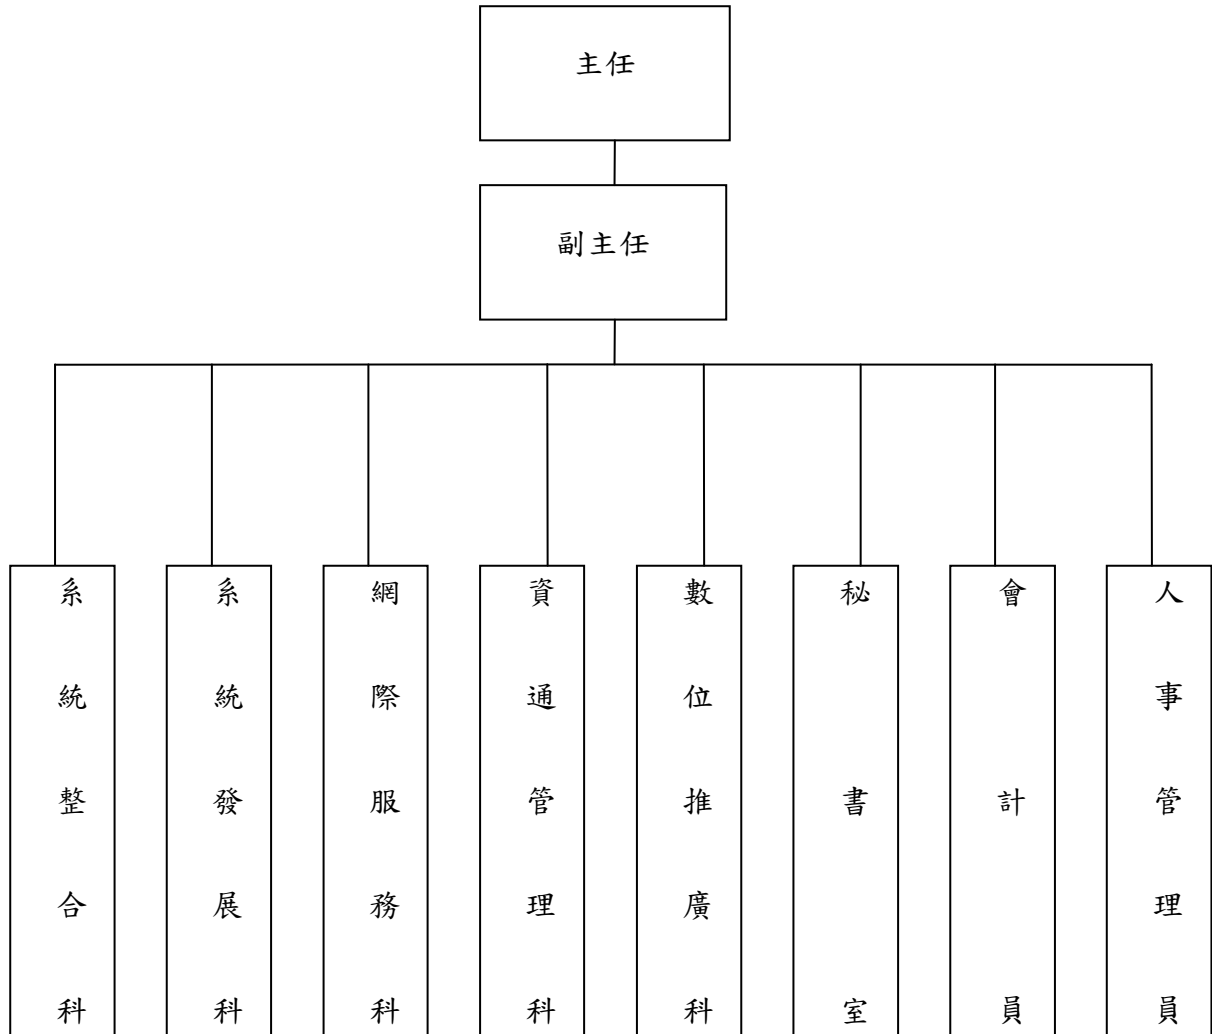 主任
副主任
系統整合科
系統發展科
網際服務科
資通管理科
數位推廣科
秘書室
會計員
人事管理員